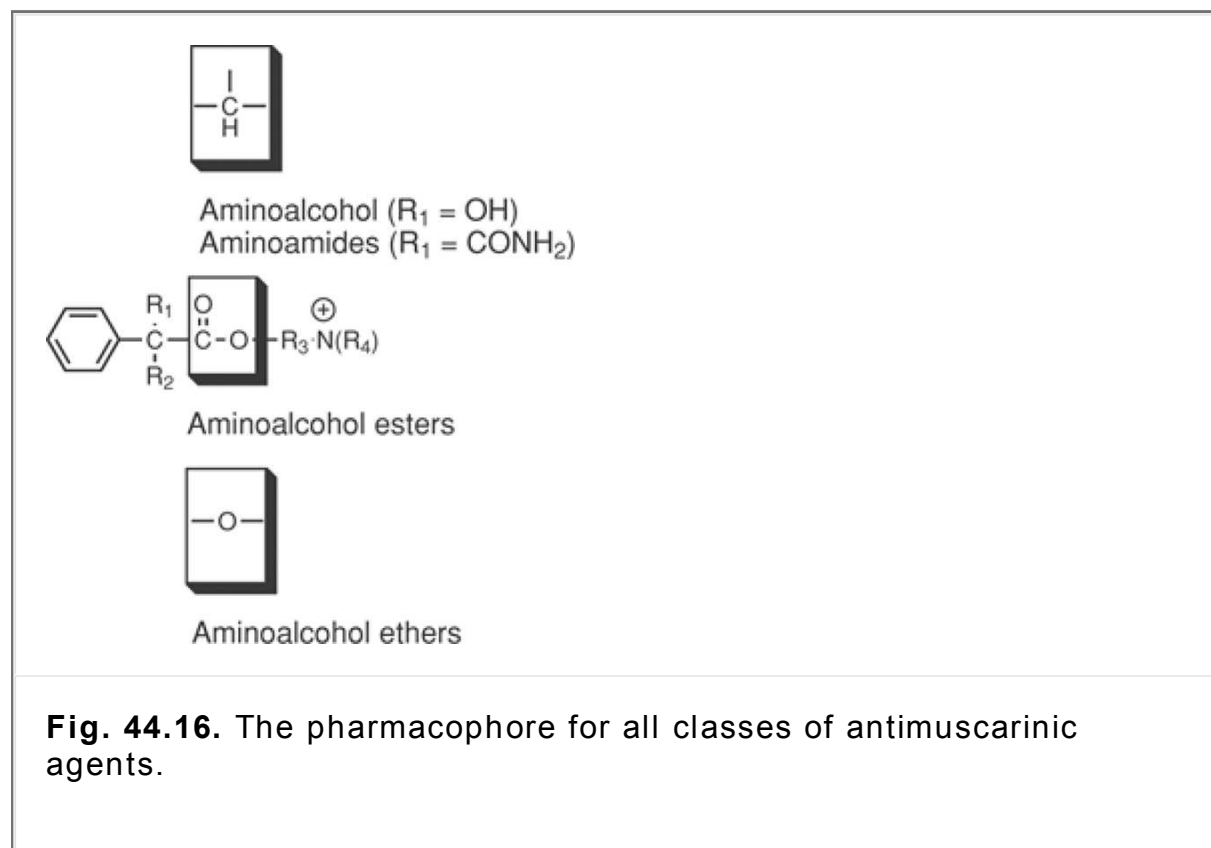 C
H
Aminoalcohol (R₁ = OH)
Aminoamides (R₁ = CONH₂)
R₁ O ⊕
C C-O R₃·N(R₄)
R₂
Aminoalcohol esters
O
Aminoalcohol ethers
Fig. 44.16. The pharmacophore for all classes of antimuscarinic
agents.